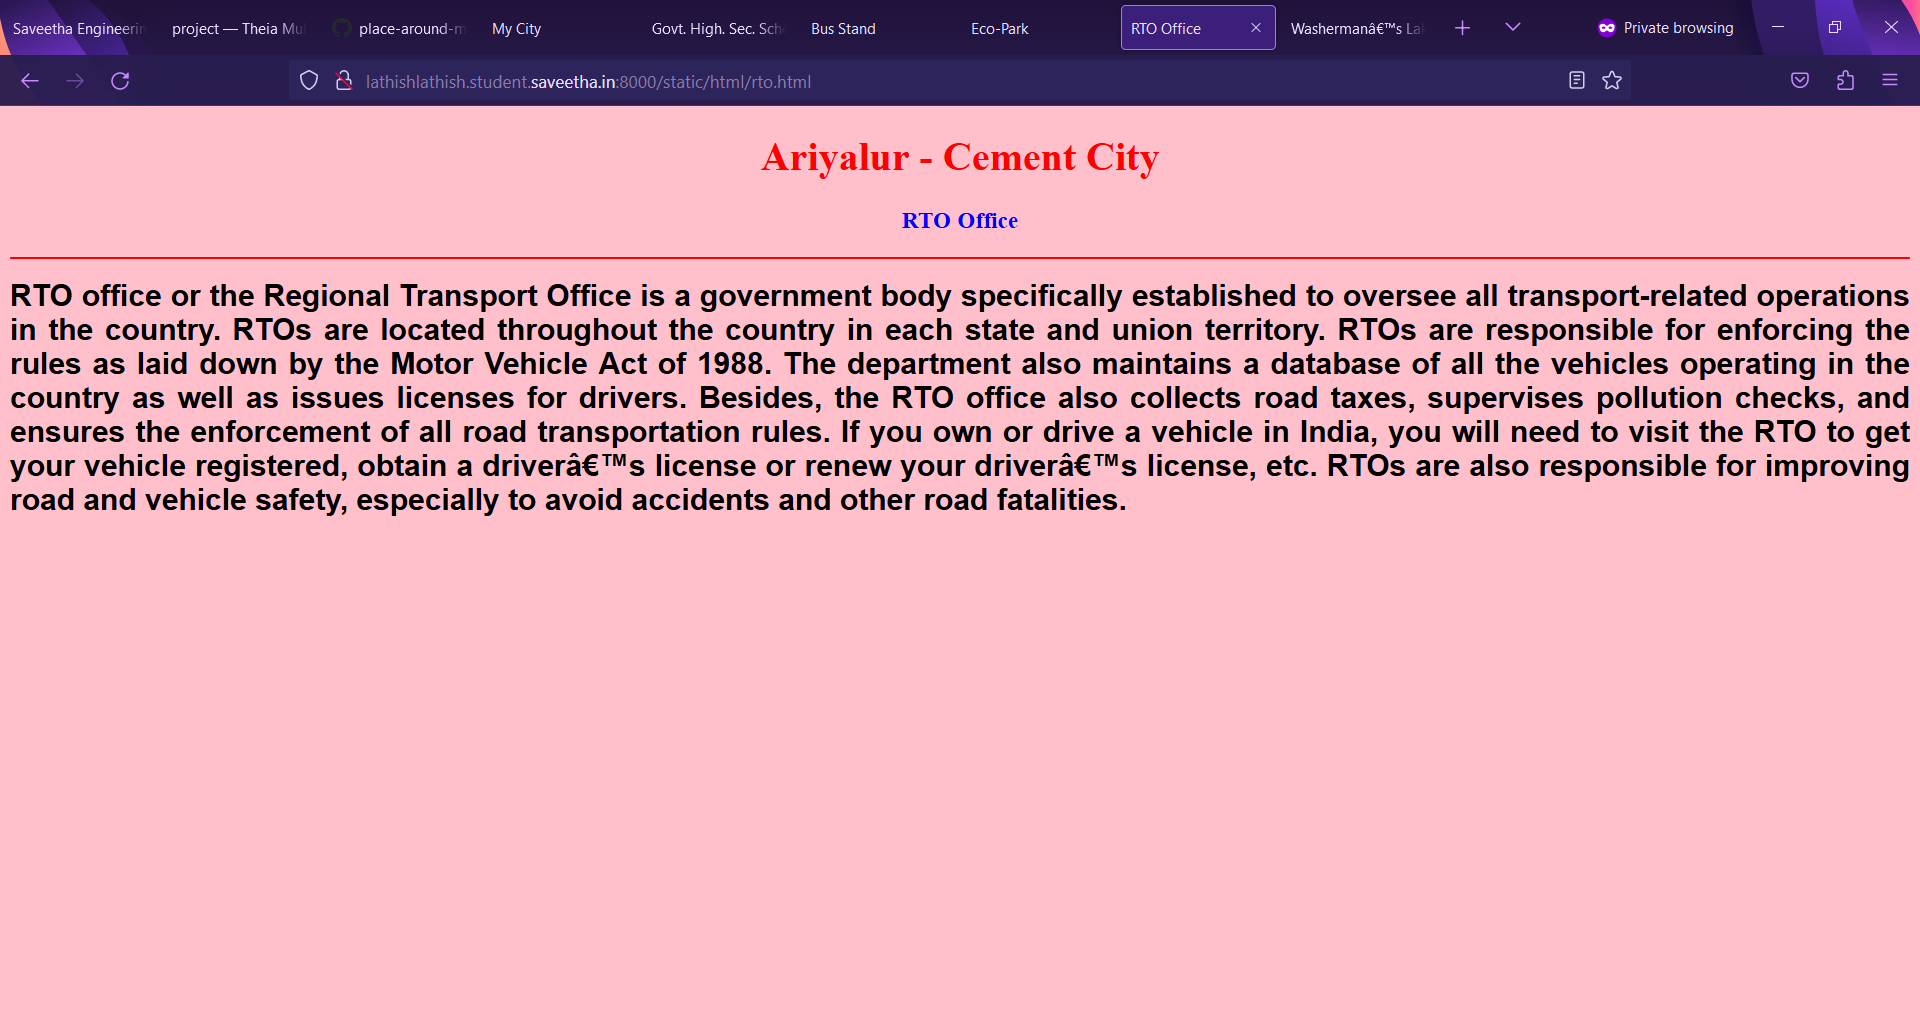 Saveetha Engineerin
project — Theia Mul
place-around-m
My City
Govt. High. Sec. Sch
Bus Stand
Eco-Park
RTO Office
Washermanâ€™s La
Private browsing
lathishlathish.student.saveetha.in:8000/static/html/rto.html
Ariyalur - Cement City
RTO Office
RTO office or the Regional Transport Office is a government body specifically established to oversee all transport-related operations
in the country. RTOs are located throughout the country in each state and union territory. RTOs are responsible for enforcing the
rules as laid down by the Motor Vehicle Act of 1988. The department also maintains a database of all the vehicles operating in the
country as well as issues licenses for drivers. Besides, the RTO office also collects road taxes, supervises pollution checks, and
ensures the enforcement of all road transportation rules. If you own or drive a vehicle in India, you will need to visit the RTO to get
your vehicle registered, obtain a driverâ€™s license or renew your driverâ€™s license, etc. RTOs are also responsible for improving
road and vehicle safety, especially to avoid accidents and other road fatalities.